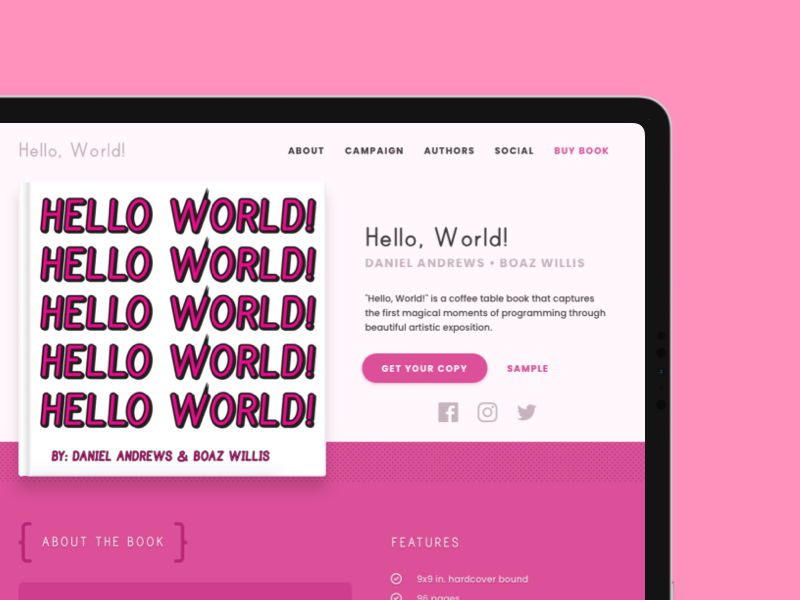 Hello, World!
ABOUT CAMPAIGN AUTHORS SOCIAL BUY BOOK
HELLO WORLD!
HELLO WORLD!
HELLO WORLD!
HELLO WORLD!
HELLO WORLD!
BY: DANIEL ANDREWS & BOAZ WILLIS
Hello, World!
DANIEL ANDREWS • BOAZ WILLIS
"Hello, World!" is a coffee table book that captures
the first magical moments of programming through
beautiful artistic exposition.
GET YOUR COPY SAMPLE
{ ABOUT THE BOOK }
FEATURES
9x9 in. hardcover bound
96 pages